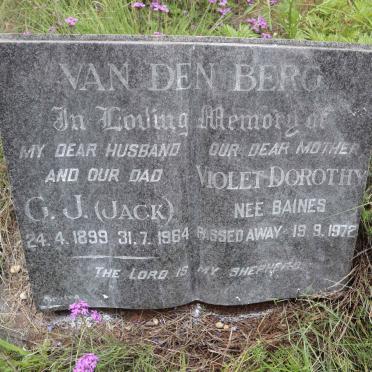 VAN DEN BERG
In Loving Memory of
MY DEAR HUSBAND
AND OUR DAD
G. J. (JACK)
24.4.1899 31.7.1964
OUR DEAR MOTHER
VIOLET DOROTHY
NEE BAINES
PASSED AWAY 19.9.1972
THE LORD IS MY SHEPHERD